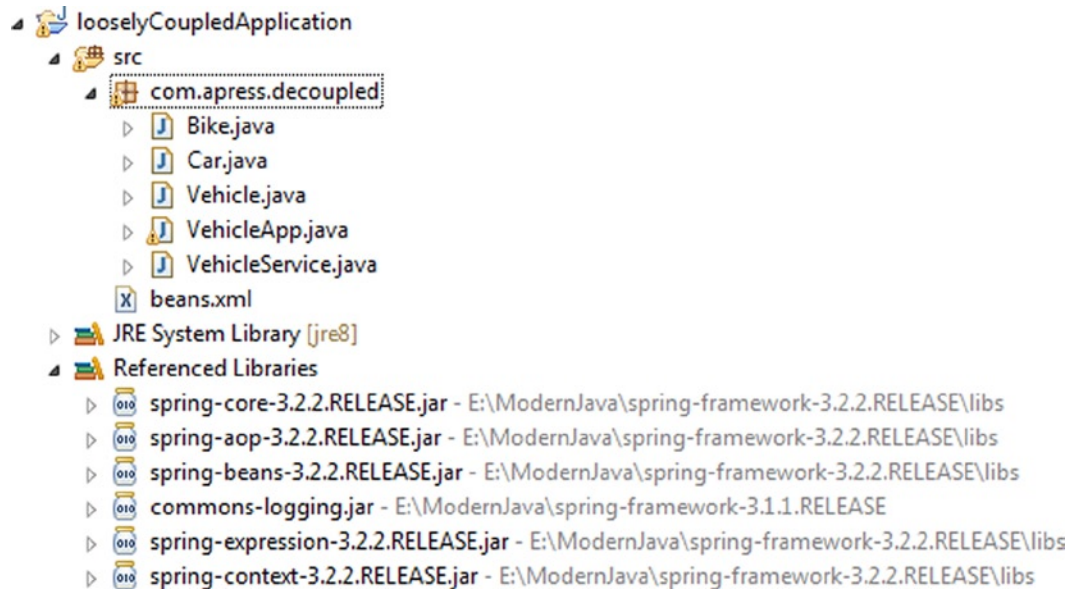 looselyCoupledApplication
src
com.apress.decoupled
Bike.java
Car.java
Vehicle.java
VehicleApp.java
VehicleService.java
beans.xml
JRE System Library [jre8]
Referenced Libraries
spring-core-3.2.2.RELEASE.jar - E:\ModernJava\spring-framework-3.2.2.RELEASE\libs
spring-aop-3.2.2.RELEASE.jar - E:\ModernJava\spring-framework-3.2.2.RELEASE\libs
spring-beans-3.2.2.RELEASE.jar - E:\ModernJava\spring-framework-3.2.2.RELEASE\libs
commons-logging.jar - E:\ModernJava\spring-framework-3.1.1.RELEASE
spring-expression-3.2.2.RELEASE.jar - E:\ModernJava\spring-framework-3.2.2.RELEASE\libs
spring-context-3.2.2.RELEASE.jar - E:\ModernJava\spring-framework-3.2.2.RELEASE\libs